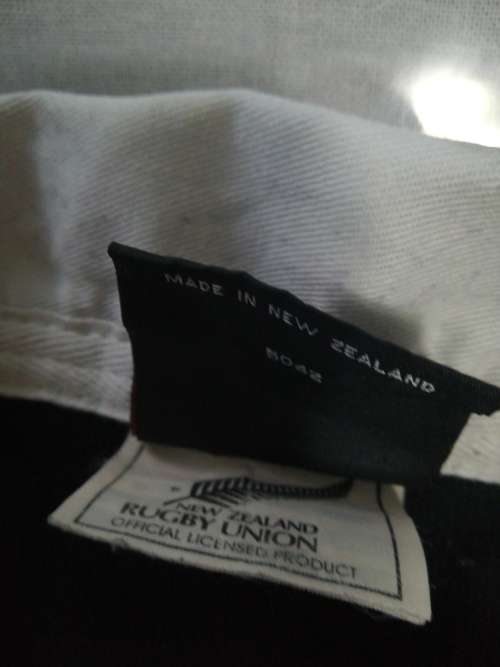 MADE IN NEW ZEALAND
5042
NEW ZEALAND
RUGBY UNION
OFFICIAL LICENSED PRODUCT